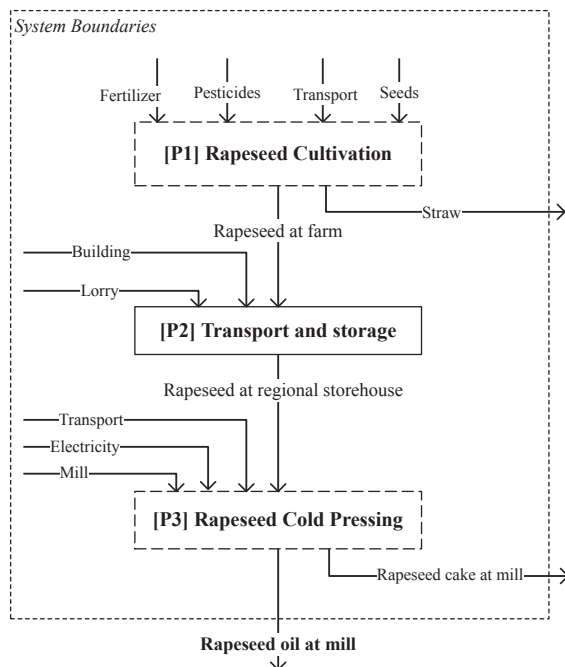 System Boundaries
Fertilizer
Pesticides
Transport
Seeds
[P1] Rapeseed Cultivation
Straw
Rapeseed at farm
Building
Lorry
[P2] Transport and storage
Rapeseed at regional storehouse
Transport
Electricity
Mill
[P3] Rapeseed Cold Pressing
Rapeseed cake at mill
Rapeseed oil at mill